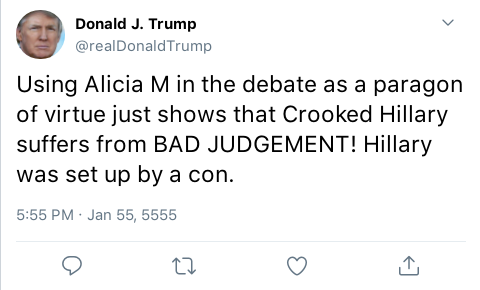 Donald J. Trump
@realDonaldTrump
Using Alicia M in the debate as a paragon
of virtue just shows that Crooked Hillary
suffers from BAD JUDGEMENT! Hillary
was set up by a con.
5:55 PM · Jan 55, 5555